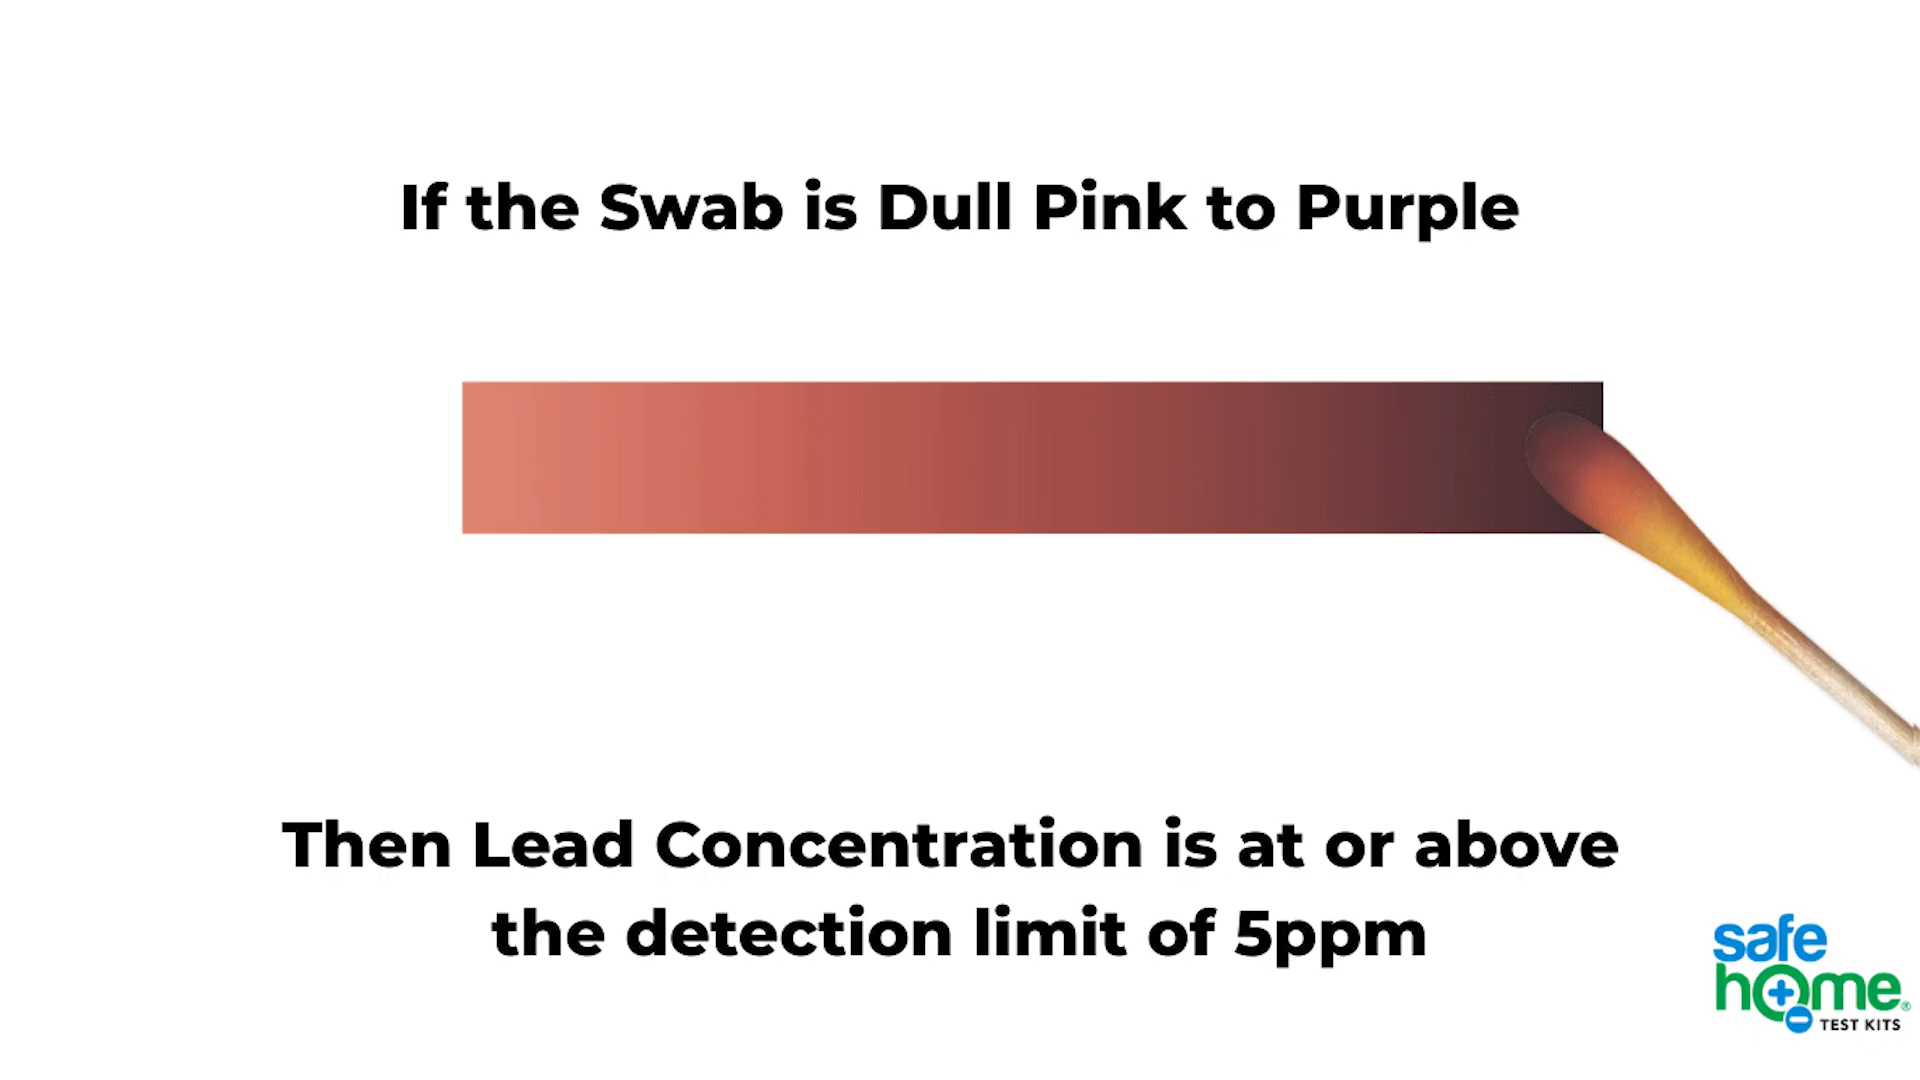 If the Swab is Dull Pink to Purple
Then Lead Concentration is at or above
the detection limit of 5ppm
safe
home®
TEST KITS